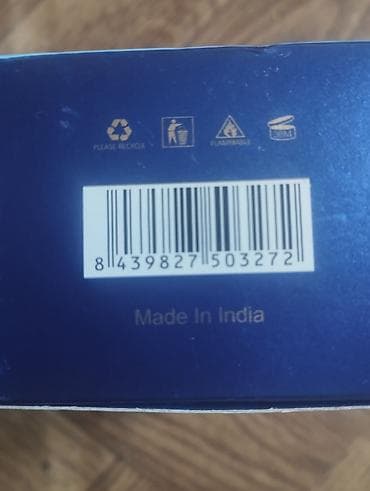 PLEASE RECYCLE
FLAMMABLE
8 439827 503272
Made In India